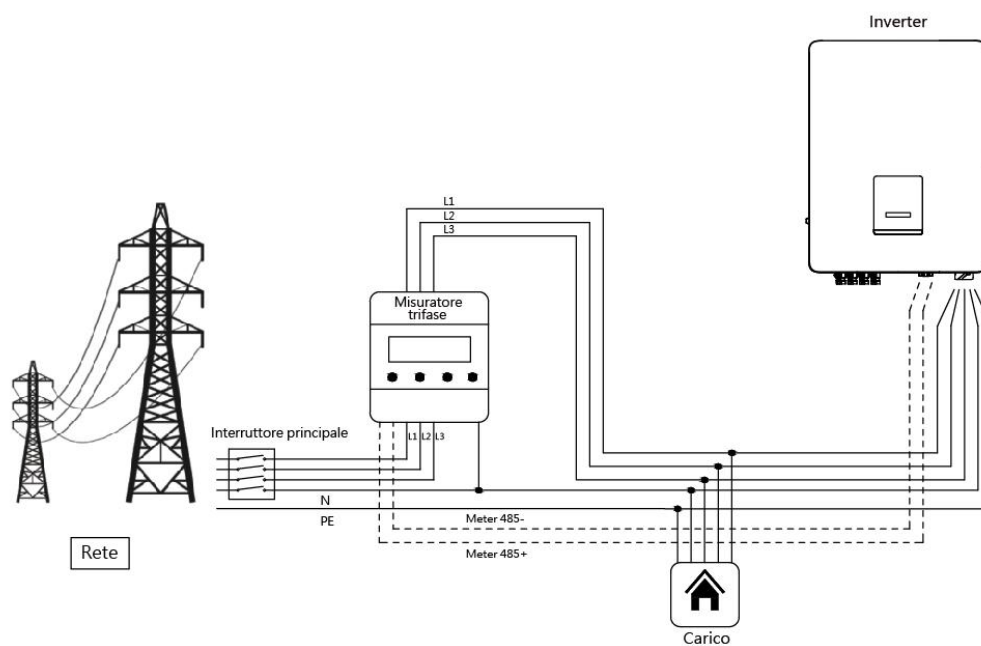 Inverter
L1
L2
L3
Misuratore
trifase
Interruttore principale
L1 L2 L3
N
PE
Meter 485-
Meter 485+
Rete
Carico